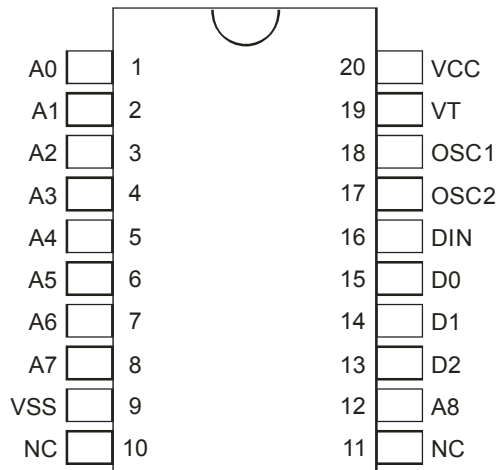 A0 1 20 VCC
A1 2 19 VT
A2 3 18 OSC1
A3 4 17 OSC2
A4 5 16 DIN
A5 6 15 D0
A6 7 14 D1
A7 8 13 D2
VSS 9 12 A8
NC 10 11 NC